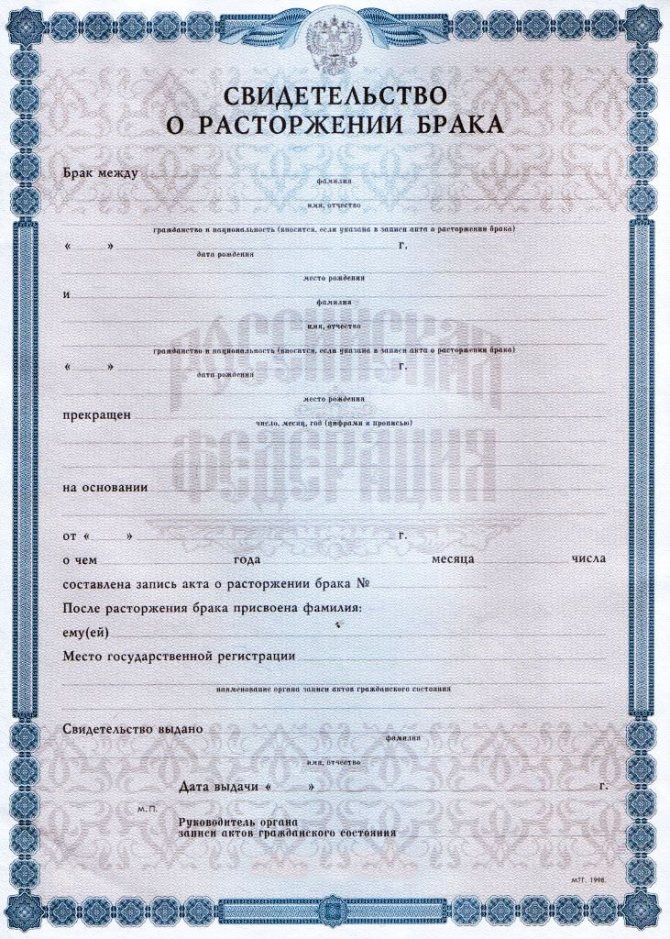 СВИДЕТЕЛЬСТВО
О РАСТОРЖЕНИИ БРАКА
Брак между
фамилия
имя, отчество
гражданство и национальность (вносится, если указана в записи акта о расторжении брака)
« » г.
дата рождения
место рождения
и
фамилия
имя, отчество
гражданство и национальность (вносится, если указана в записи акта о расторжении брака)
« » г.
дата рождения
место рождения
прекращен
число, месяц, год (цифрами и прописью)
РОССИЙСКАЯ
ФЕДЕРАЦИЯ
на основании
от « » г.
о чем года месяца числа
составлена запись акта о расторжении брака №
После расторжения брака присвоена фамилия:
ему(ей)
Место государственной регистрации
наименование органа записи актов гражданского состояния
Свидетельство выдано
фамилия
имя, отчество
Дата выдачи « » г.
М.П.
Руководитель органа
записи актов гражданского состояния
МТГ. 1998.